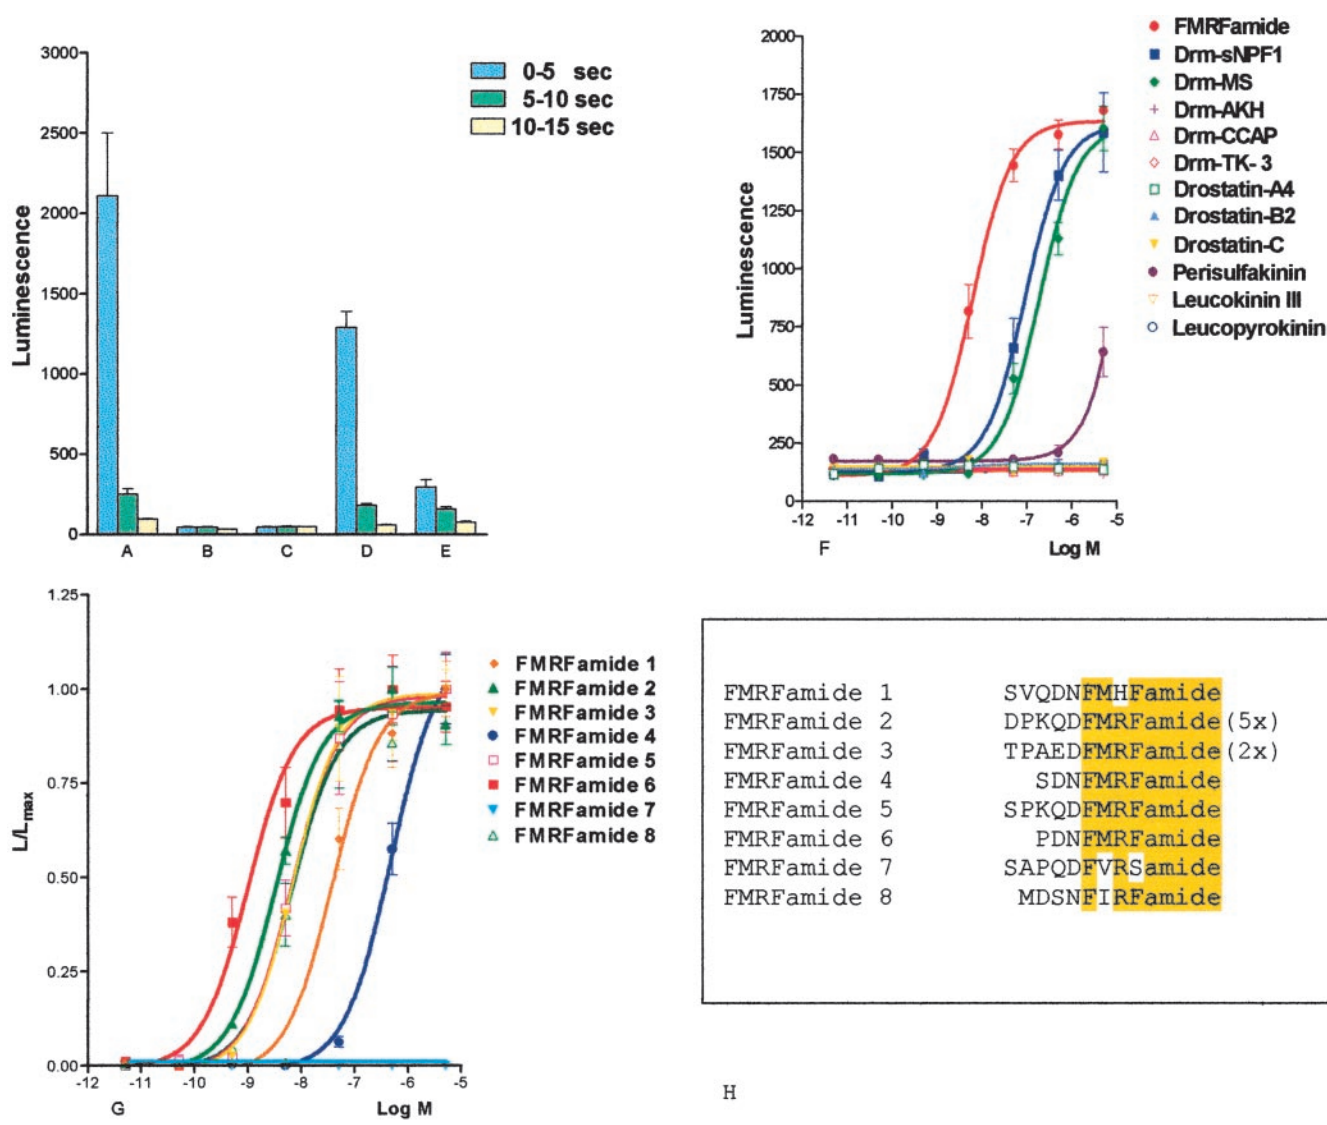 3000
2500
2000
1500
1000
500
0
Luminescence
0-5 sec
5-10 sec
10-15 sec
A B C D E
2000
1750
1500
1250
1000
750
500
250
0
Luminescence
-12 -11 -10 -9 -8 -7 -6 -5
F Log M
FMRFamide
Drm-sNPF1
Drm-MS
Drm-AKH
Drm-CCAP
Drm-TK-3
Drostatin-A4
Drostatin-B2
Drostatin-C
Perisulfakinin
Leucokinin III
Leucopyrokinin
1.25
1.00
0.75
0.50
0.25
0.00
L/Lmax
-12 -11 -10 -9 -8 -7 -6 -5
G Log M
FMRFamide 1
FMRFamide 2
FMRFamide 3
FMRFamide 4
FMRFamide 5
FMRFamide 6
FMRFamide 7
FMRFamide 8
FMRFamide 1 SVQDNFMHFamide
FMRFamide 2 DPKQDFMRFamide(5x)
FMRFamide 3 TPAEDFMRFamide(2x)
FMRFamide 4 SDNFMRFamide
FMRFamide 5 SPKQDFMRFamide
FMRFamide 6 PDNFMRFamide
FMRFamide 7 SAPQDFVRSamide
FMRFamide 8 MDSNFIRFamide
H